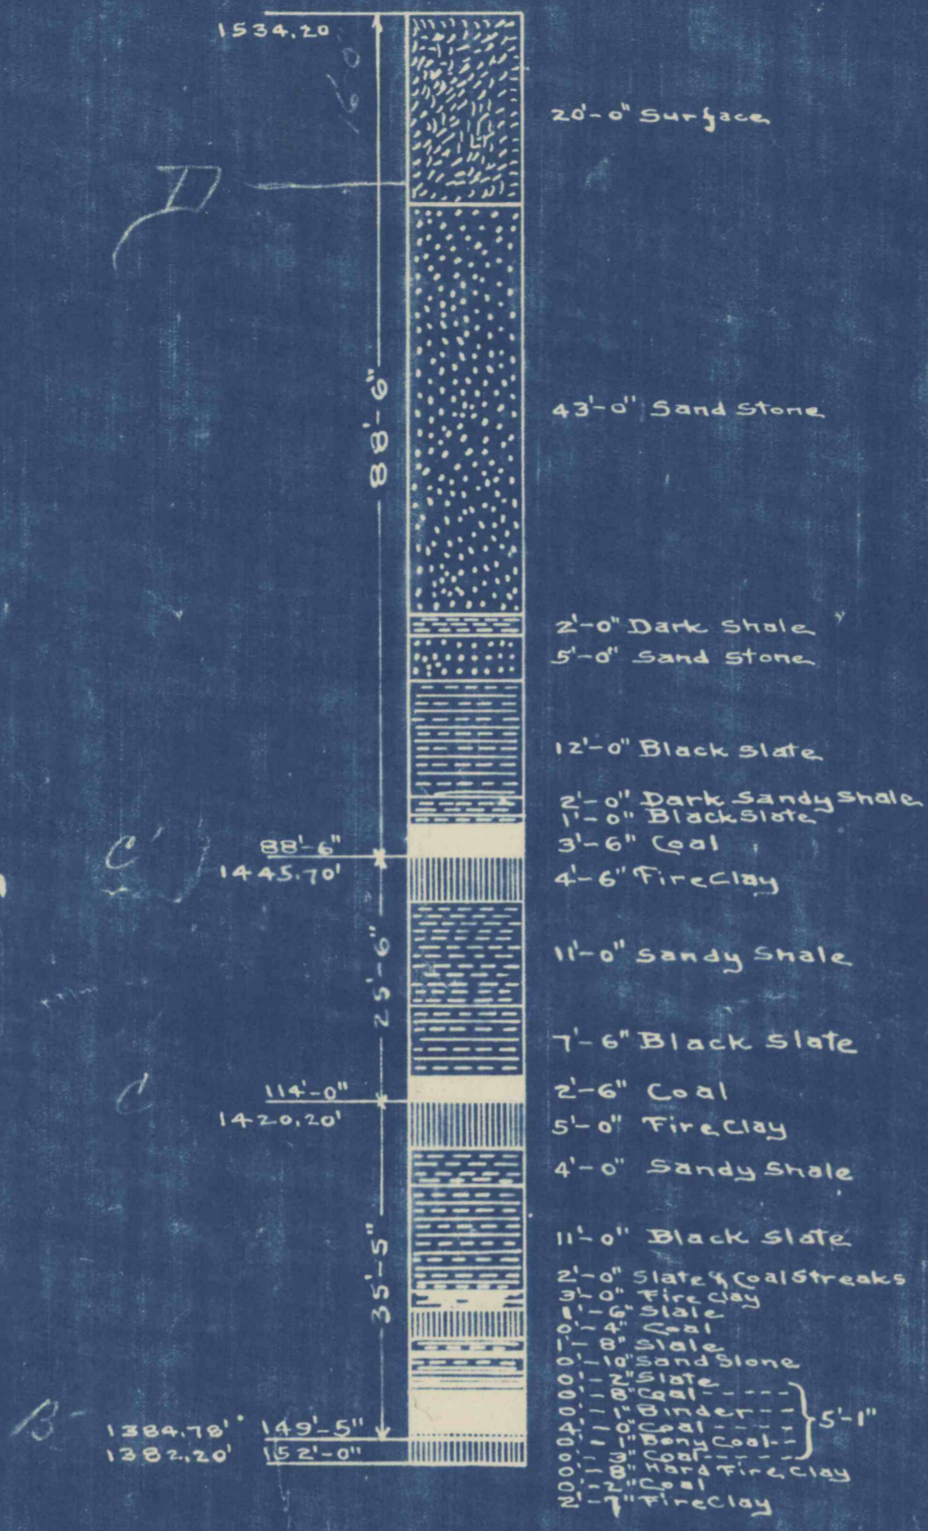 1534.20
16'0"
20'-0" Surface
D
88'-6"
43'-0" Sand Stone
2'-0" Dark Shale
5'-0" Sand Stone
12'-0" Black Slate
2'-0" Dark Sandy Shale
1'-0" Black Slate
3'-6" Coal
C'
88'-6"
1445.70'
4'-6" Fire Clay
25'-6"
11'-0" Sandy Shale
7'-6" Black Slate
C
114'-0"
1420.20'
2'-6" Coal
5'-0" Fire Clay
4'-0" Sandy Shale
35'-5"
11'-0" Black Slate
2'-0" Slate & Coal Streaks
3'-0" Fire Clay
1'-6" Slate
0'-4" Coal
1'-8" Slate
0'-10" Sand Stone
0'-2" Slate
0'-8" Coal
0'-1" Binder
4'-0" Coal
0'-1" Bony Coal
0'-3" Coal
5'-1"
0'-8" Hard Fire Clay
0'-2" Coal
2'-7" Fire Clay
B
1384.78' 149'-5"
1382.20' 152'-0"